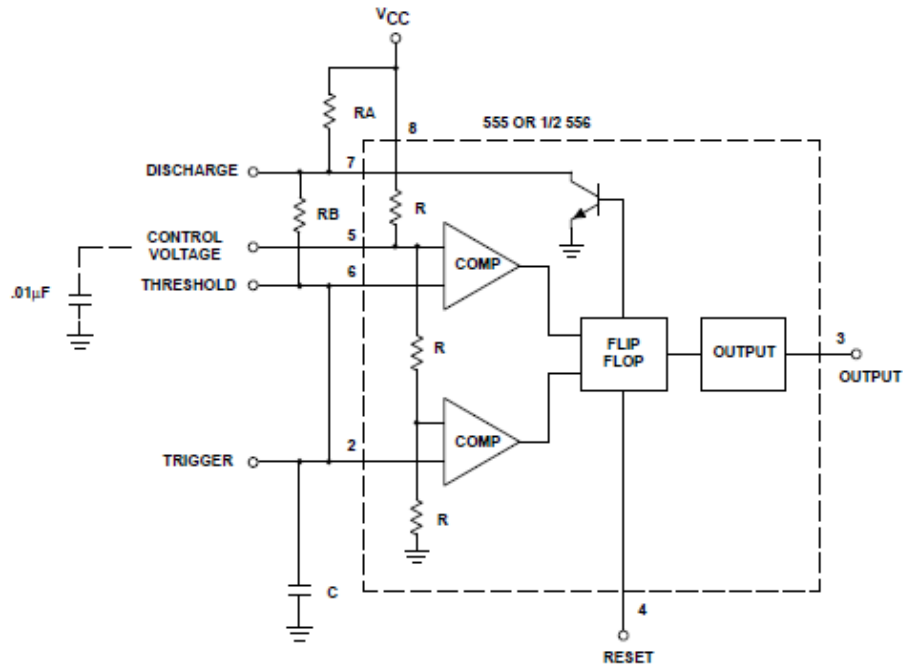 VCC
RA
8
555 OR 1/2 556
DISCHARGE
7
RB
R
CONTROL
VOLTAGE
5
COMP
THRESHOLD
6
.01μF
R
FLIP
FLOP
OUTPUT
3
OUTPUT
COMP
TRIGGER
2
R
C
4
RESET